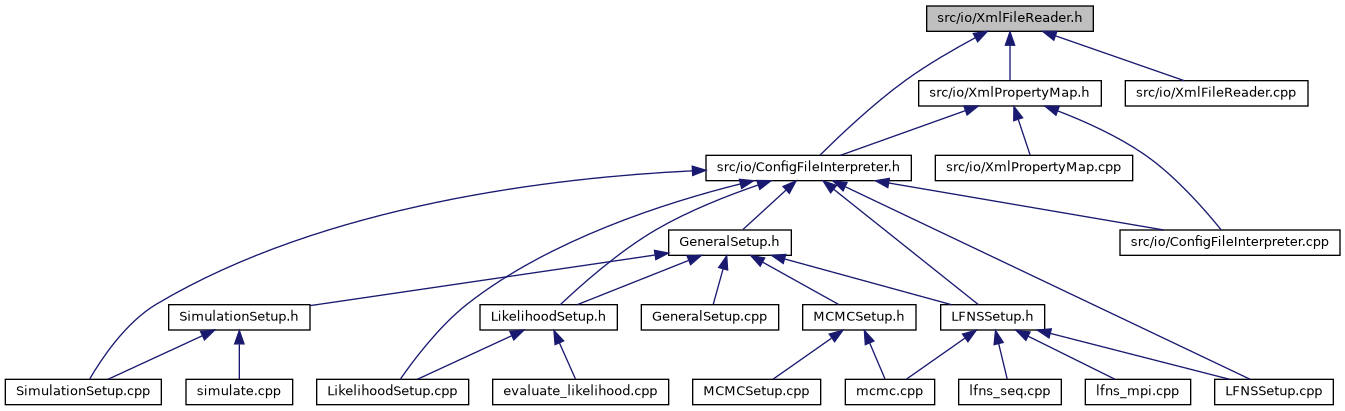 src/io/XmlFileReader.h
src/io/XmlPropertyMap.h
src/io/XmlFileReader.cpp
src/io/ConfigFileInterpreter.h
src/io/XmlPropertyMap.cpp
GeneralSetup.h
src/io/ConfigFileInterpreter.cpp
SimulationSetup.h
LikelihoodSetup.h
GeneralSetup.cpp
MCMCSetup.h
LFNSSetup.h
SimulationSetup.cpp
simulate.cpp
LikelihoodSetup.cpp
evaluate_likelihood.cpp
MCMCSetup.cpp
mcmc.cpp
lfns_seq.cpp
lfns_mpi.cpp
LFNSSetup.cpp